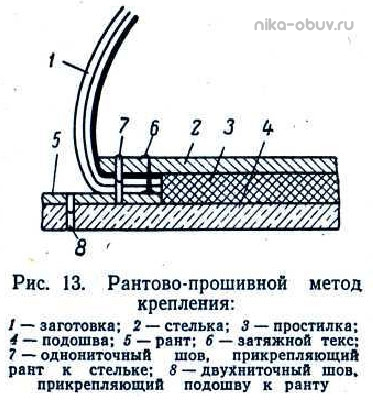 nika-obuv.ru
1
7
6
2
3
4
5
8
Рис. 13. Рантово-прошивной метод
крепления:
1 — заготовка; 2 — стелька; 3 — простилка;
4 — подошва; 5 — рант; 6 — затяжной текс;
7 — однониточный шов, прикрепляющий
рант к стельке; 8 — двухниточный шов,
прикрепляющий подошву к ранту